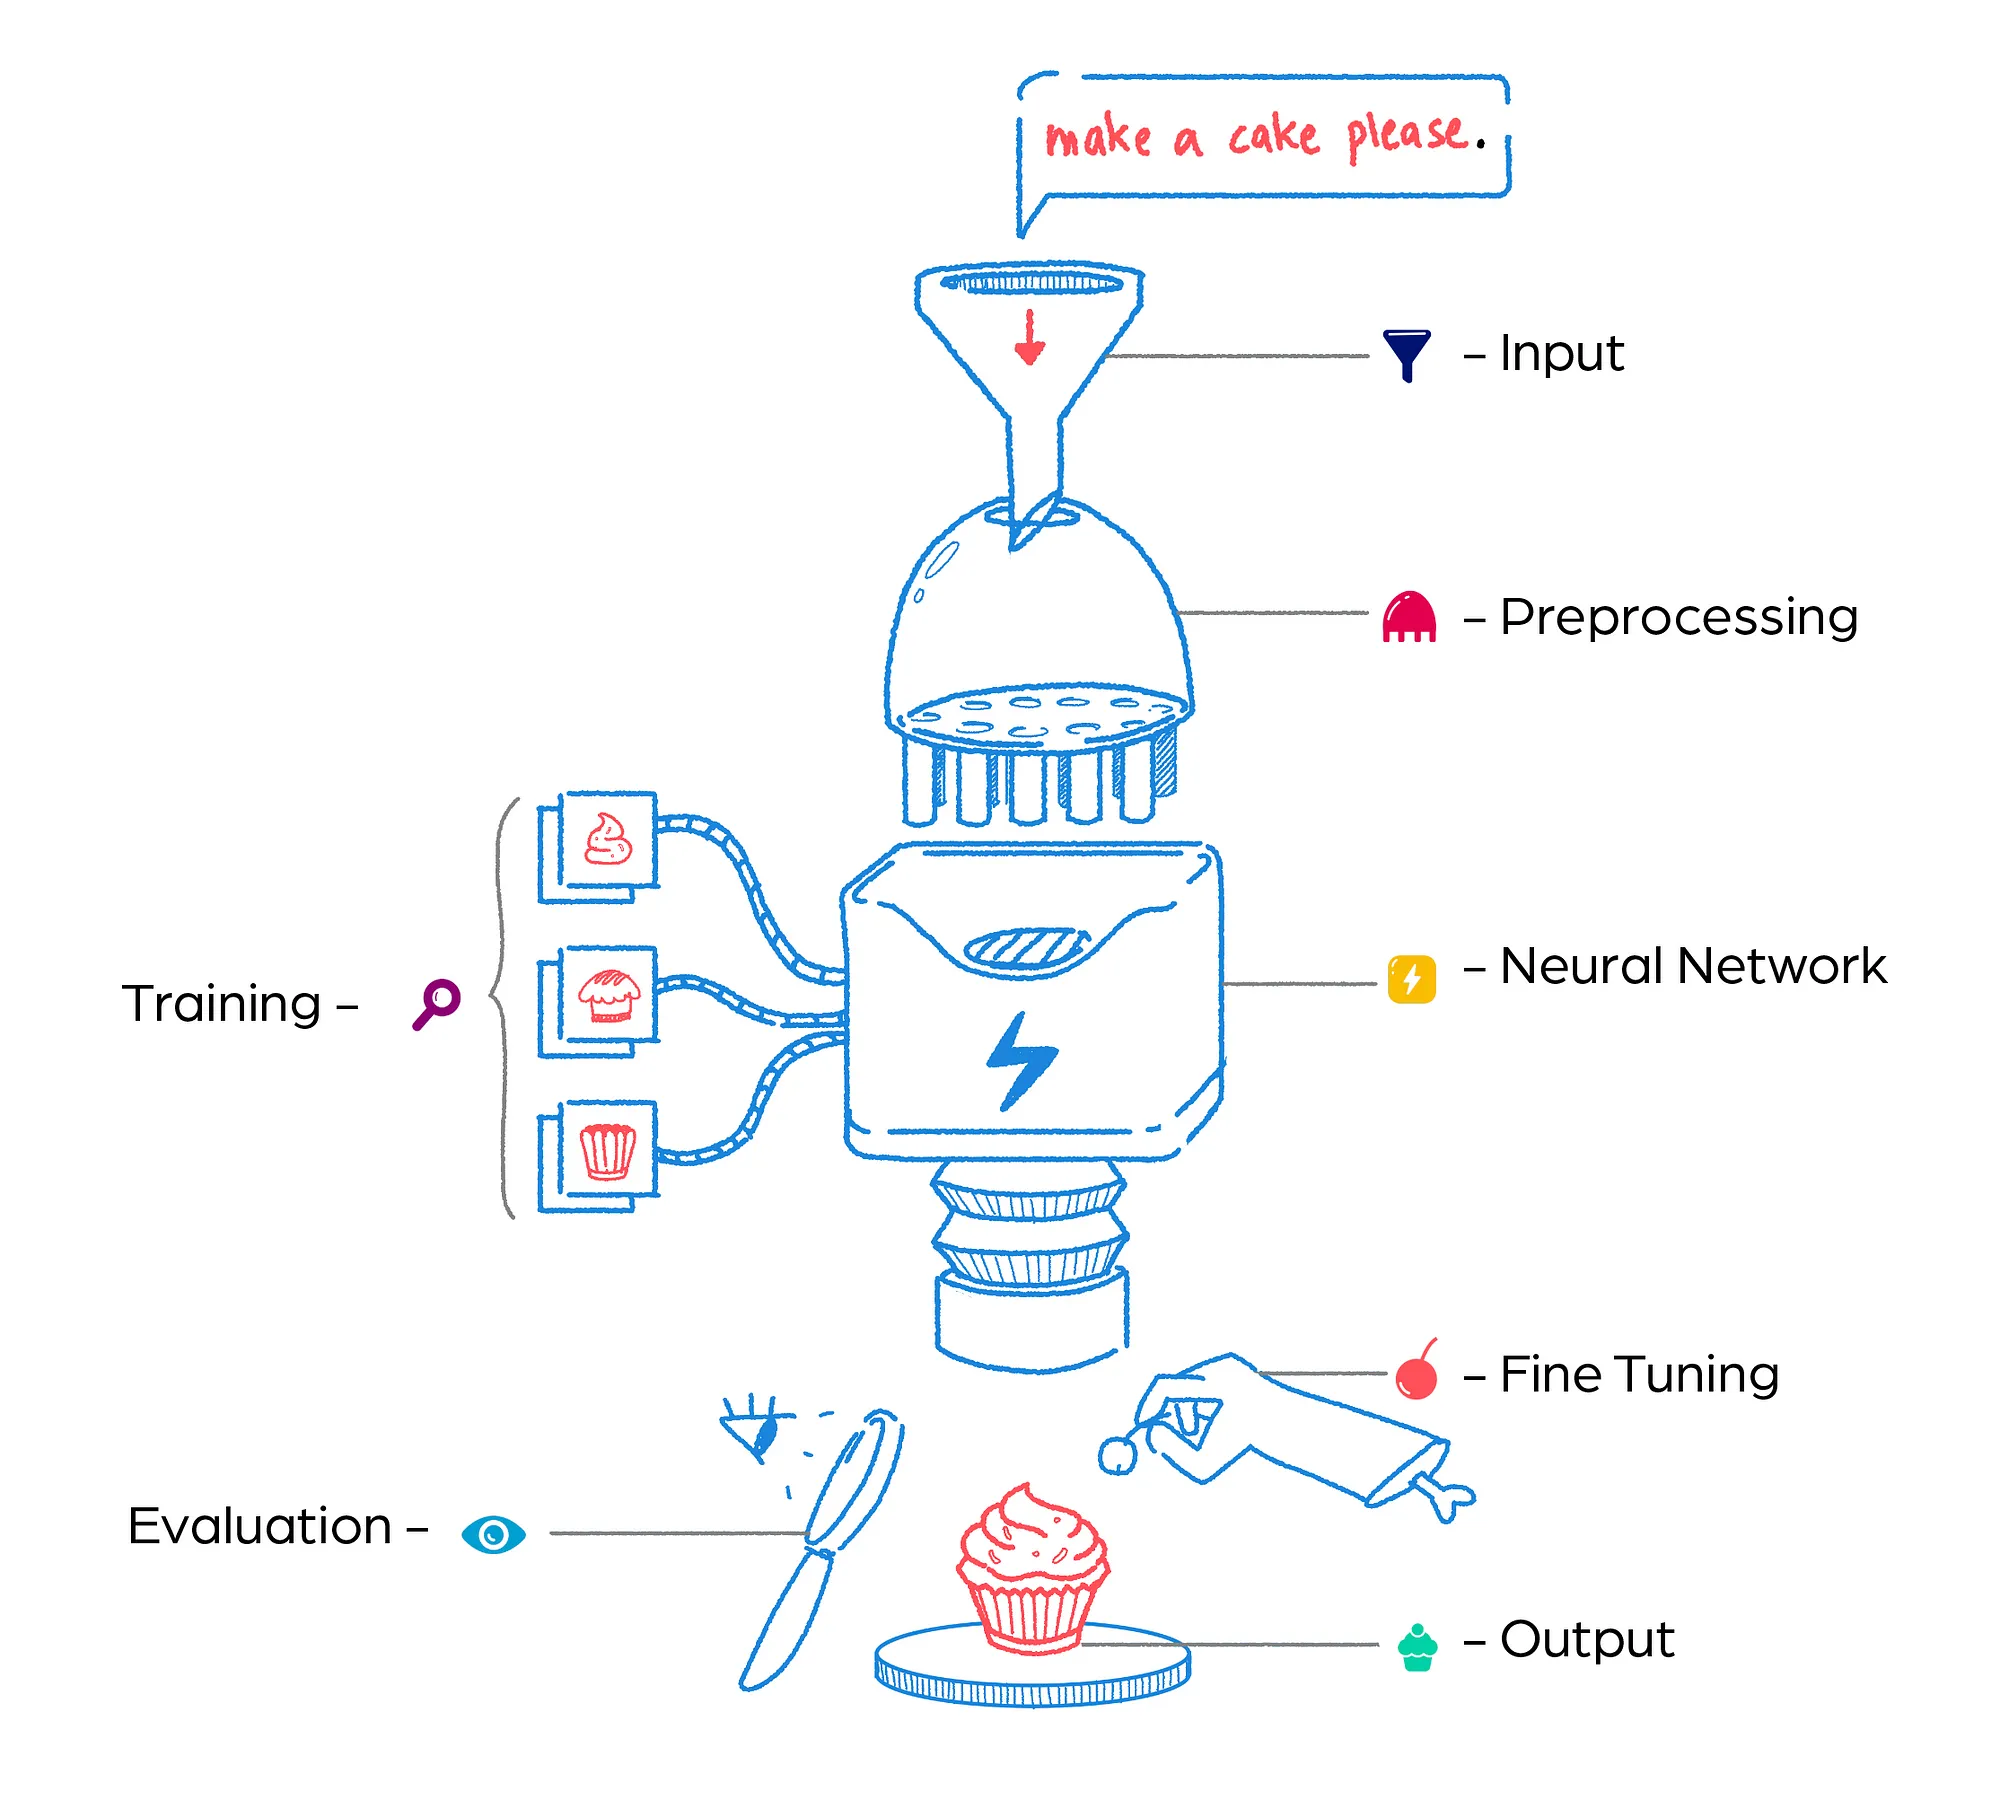 make a cake please.
– Input
– Preprocessing
Training –
– Neural Network
– Fine Tuning
Evaluation –
– Output